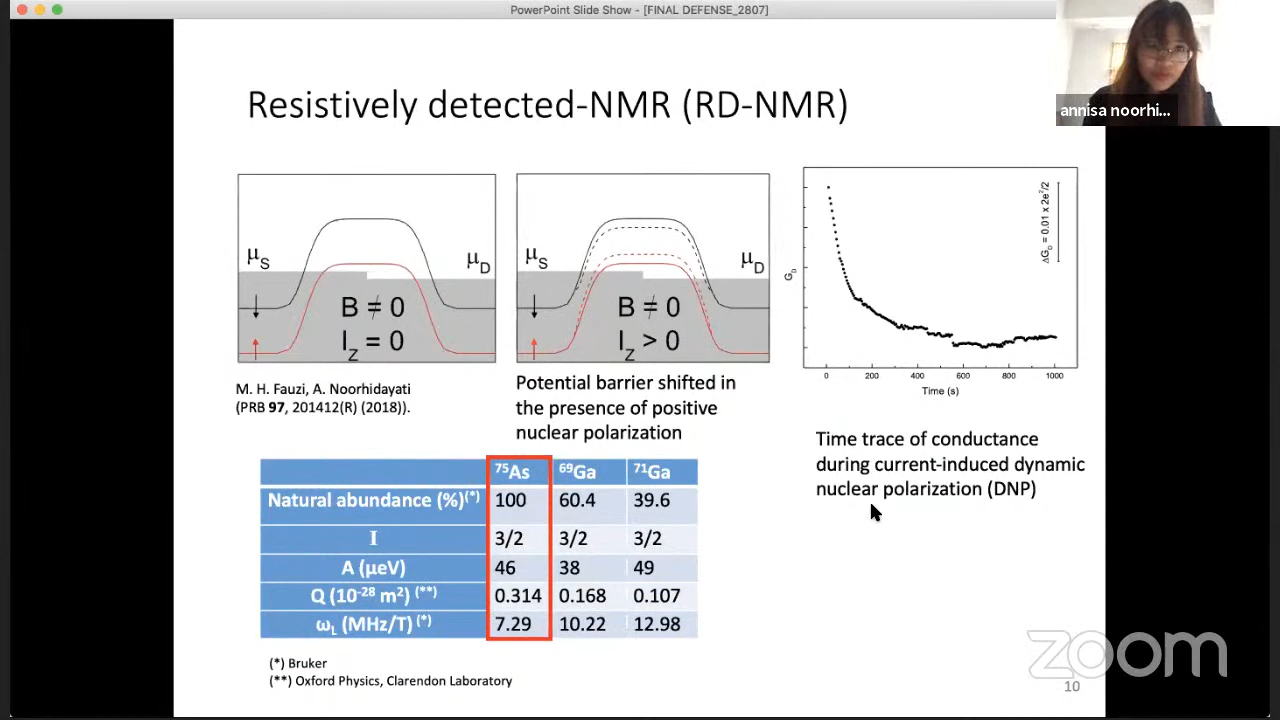 PowerPoint Slide Show - [FINAL DEFENSE_2807]
annisa noorhi...
Resistively detected-NMR (RD-NMR)
μS
μD
B ≠ 0
IZ = 0
μS
μD
B ≠ 0
IZ > 0
GD
ΔGD = 0.01 x 2e²/2
0 200 400 600 800 1000
Time (s)
M. H. Fauzi, A. Noorhidayati
(PRB 97, 201412(R) (2018)).
Potential barrier shifted in
the presence of positive
nuclear polarization
Time trace of conductance
during current-induced dynamic
nuclear polarization (DNP)
⁷⁵As ⁶⁹Ga ⁷¹Ga
Natural abundance (%)(*) 100 60.4 39.6
I 3/2 3/2 3/2
A (μeV) 46 38 49
Q (10⁻²⁸ m²) (**) 0.314 0.168 0.107
ωL (MHz/T) (*) 7.29 10.22 12.98
(*) Bruker
(**) Oxford Physics, Clarendon Laboratory
zoom
10